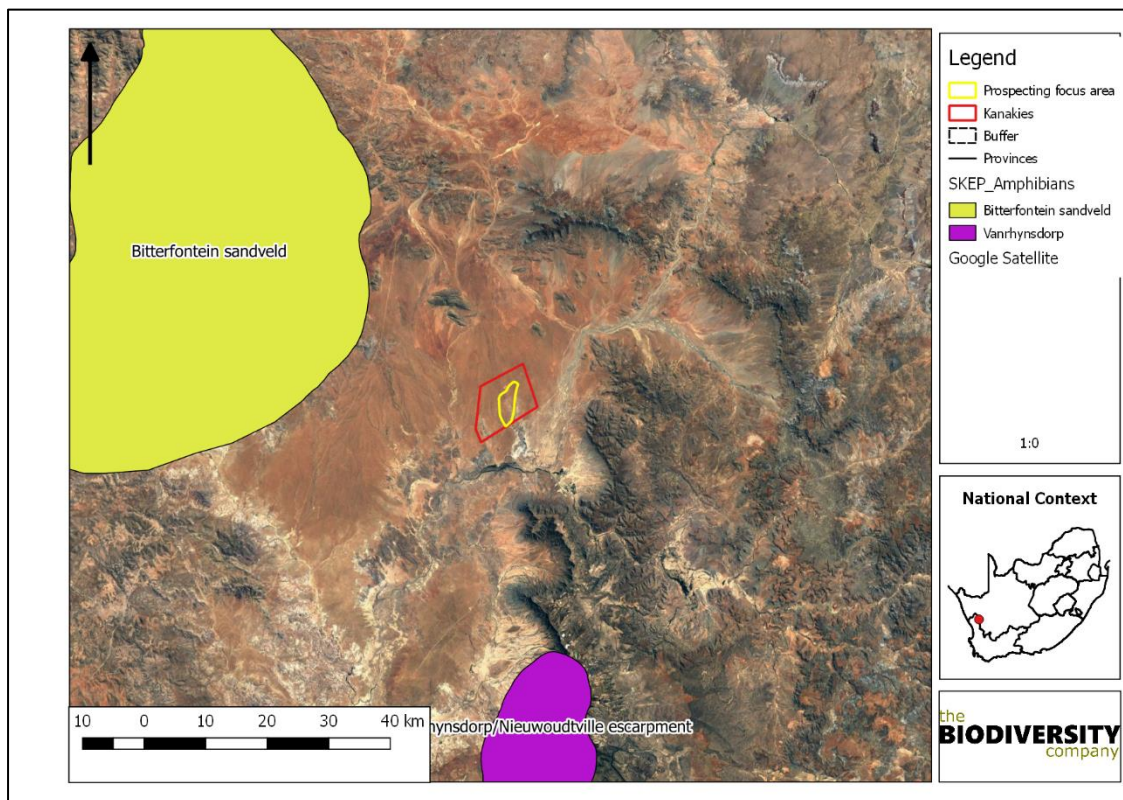 Bitterfontein sandveld
hynsdorp/Nieuwoudtville escarpment
10 0 10 20 30 40 km
Legend
Prospecting focus area
Kanakies
Buffer
Provinces
SKEP_Amphibians
Bitterfontein sandveld
Vanrhynsdorp
Google Satellite
1:0
National Context
the
BIODIVERSITY
company